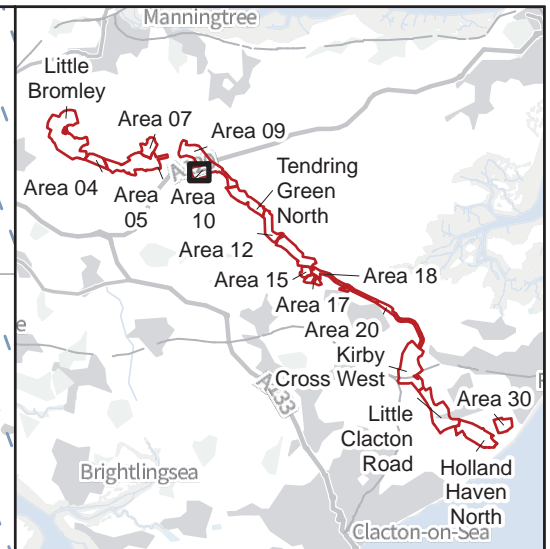 Manningtree
Little
Bromley
Area 07
Area 09
A120
Tendring
Green
North
Area 04
Area
05
Area
10
Area 12
Area 15
Area 18
Area 17
Area 20
Kirby
Cross West
Area 30
A133
Little
Clacton
Road
Holland
Haven
North
Brightlingsea
Clacton-on-Sea